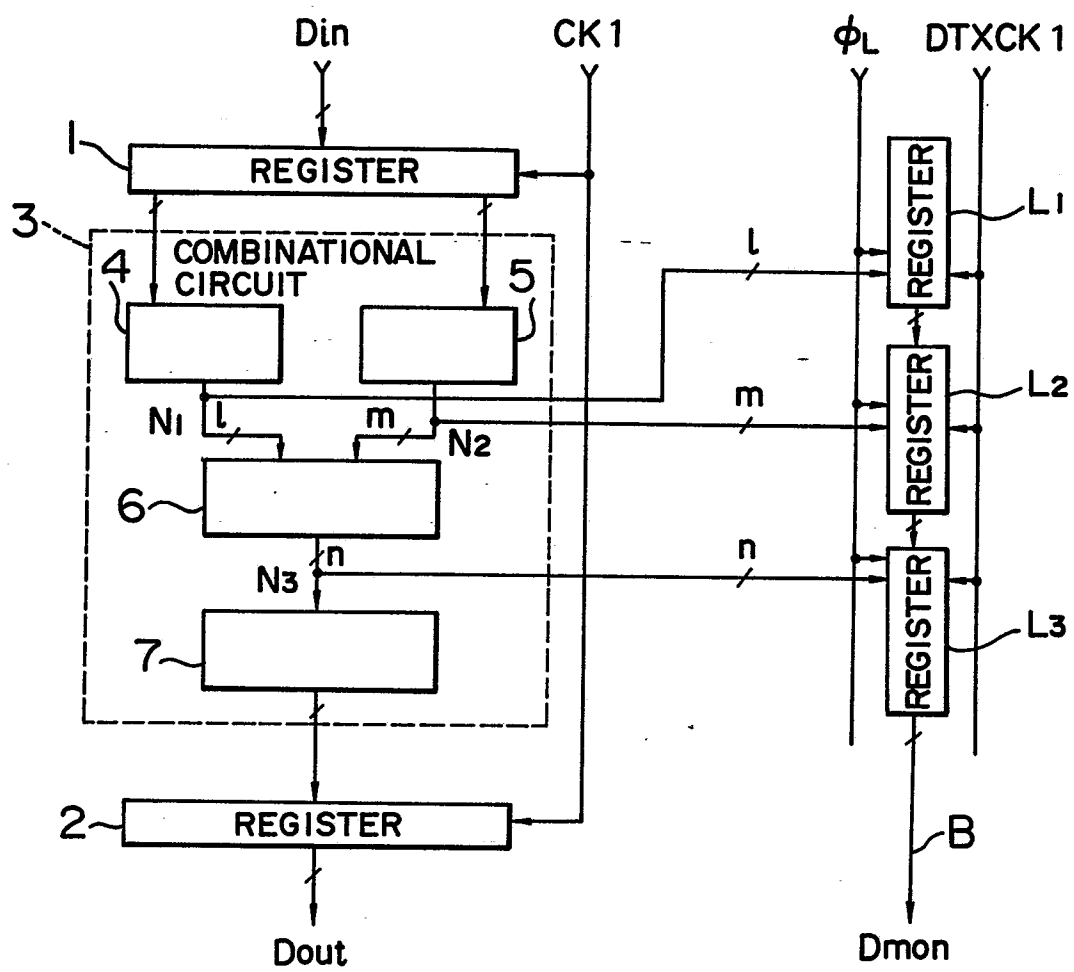 Din
CK1
ϕL
DTXCK1
1
REGISTER
REGISTER
L1
3
COMBINATIONAL
CIRCUIT
4
5
l
N1
l
m
N2
m
REGISTER
L2
6
n
N3
n
REGISTER
L3
7
2
REGISTER
B
Dout
Dmon